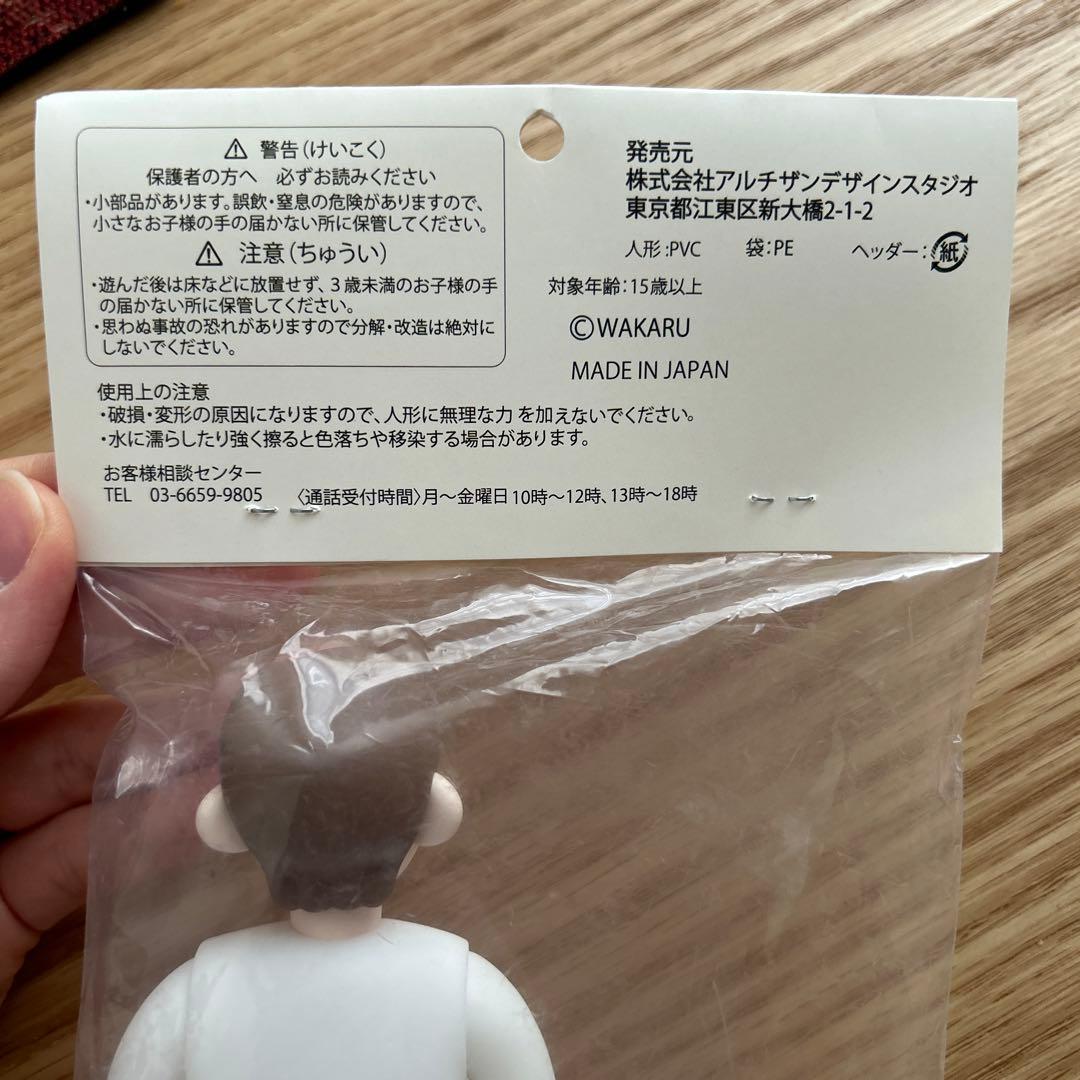 ⚠ 警告(けいこく)
保護者の方へ 必ずお読みください
・小部品があります。誤飲・窒息の危険がありますので、
小さなお子様の手の届かない所に保管してください。
⚠ 注意(ちゅうい)
・遊んだ後は床などに放置せず、3歳未満のお子様の手
の届かない所に保管してください。
・思わぬ事故の恐れがありますので分解・改造は絶対に
しないでください。
使用上の注意
・破損・変形の原因になりますので、人形に無理な力 を加えないでください。
・水に濡らしたり強く擦ると色落ちや移染する場合があります。
お客様相談センター
TEL 03-6659-9805 〈通話受付時間〉月～金曜日 10時～12時、13時～18時
発売元
株式会社アルチザンデザインスタジオ
東京都江東区新大橋2-1-2
人形:PVC 袋:PE ヘッダー:紙
対象年齢:15歳以上
©WAKARU
MADE IN JAPAN